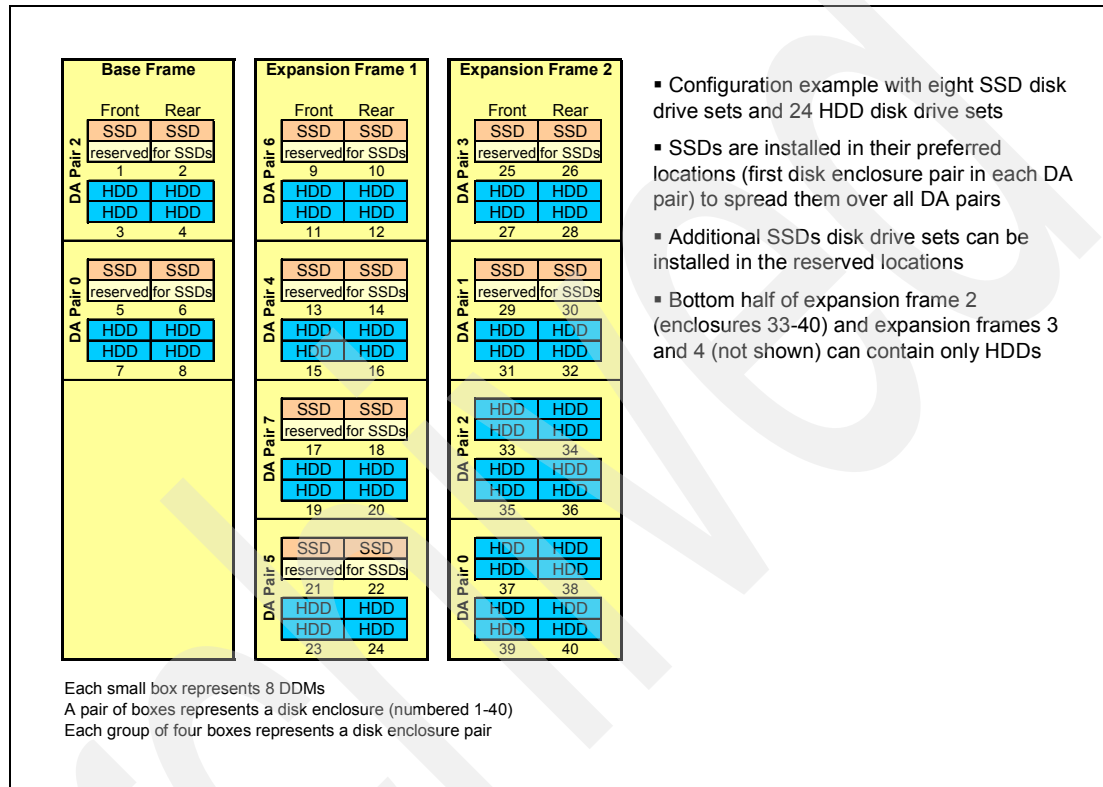 Base Frame
Front Rear
DA Pair 2
SSD SSD
reserved for SSDs
1 2
HDD HDD
HDD HDD
3 4
DA Pair 0
SSD SSD
reserved for SSDs
5 6
HDD HDD
HDD HDD
7 8
Expansion Frame 1
Front Rear
DA Pair 6
SSD SSD
reserved for SSDs
9 10
HDD HDD
HDD HDD
11 12
DA Pair 4
SSD SSD
reserved for SSDs
13 14
HDD HDD
HDD HDD
15 16
DA Pair 7
SSD SSD
reserved for SSDs
17 18
HDD HDD
HDD HDD
19 20
DA Pair 5
SSD SSD
reserved for SSDs
21 22
HDD HDD
HDD HDD
23 24
Expansion Frame 2
Front Rear
DA Pair 3
SSD SSD
reserved for SSDs
25 26
HDD HDD
HDD HDD
27 28
DA Pair 1
SSD SSD
reserved for SSDs
29 30
HDD HDD
HDD HDD
31 32
DA Pair 2
HDD HDD
HDD HDD
33 34
HDD HDD
HDD HDD
35 36
DA Pair 0
HDD HDD
HDD HDD
37 38
HDD HDD
HDD HDD
39 40
▪ Configuration example with eight SSD disk
drive sets and 24 HDD disk drive sets
▪ SSDs are installed in their preferred
locations (first disk enclosure pair in each DA
pair) to spread them over all DA pairs
▪ Additional SSDs disk drive sets can be
installed in the reserved locations
▪ Bottom half of expansion frame 2
(enclosures 33-40) and expansion frames 3
and 4 (not shown) can contain only HDDs
Each small box represents 8 DDMs
A pair of boxes represents a disk enclosure (numbered 1-40)
Each group of four boxes represents a disk enclosure pair